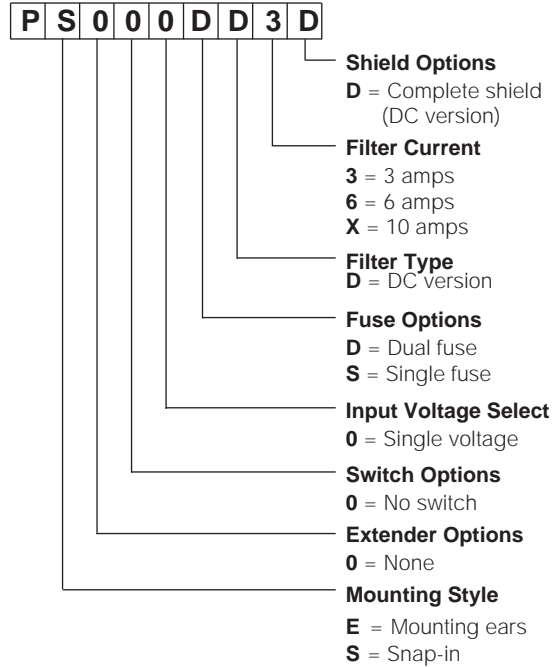 P S 0 0 0 D D 3 D
Shield Options
D = Complete shield
(DC version)
Filter Current
3 = 3 amps
6 = 6 amps
X = 10 amps
Filter Type
D = DC version
Fuse Options
D = Dual fuse
S = Single fuse
Input Voltage Select
0 = Single voltage
Switch Options
0 = No switch
Extender Options
0 = None
Mounting Style
E = Mounting ears
S = Snap-in